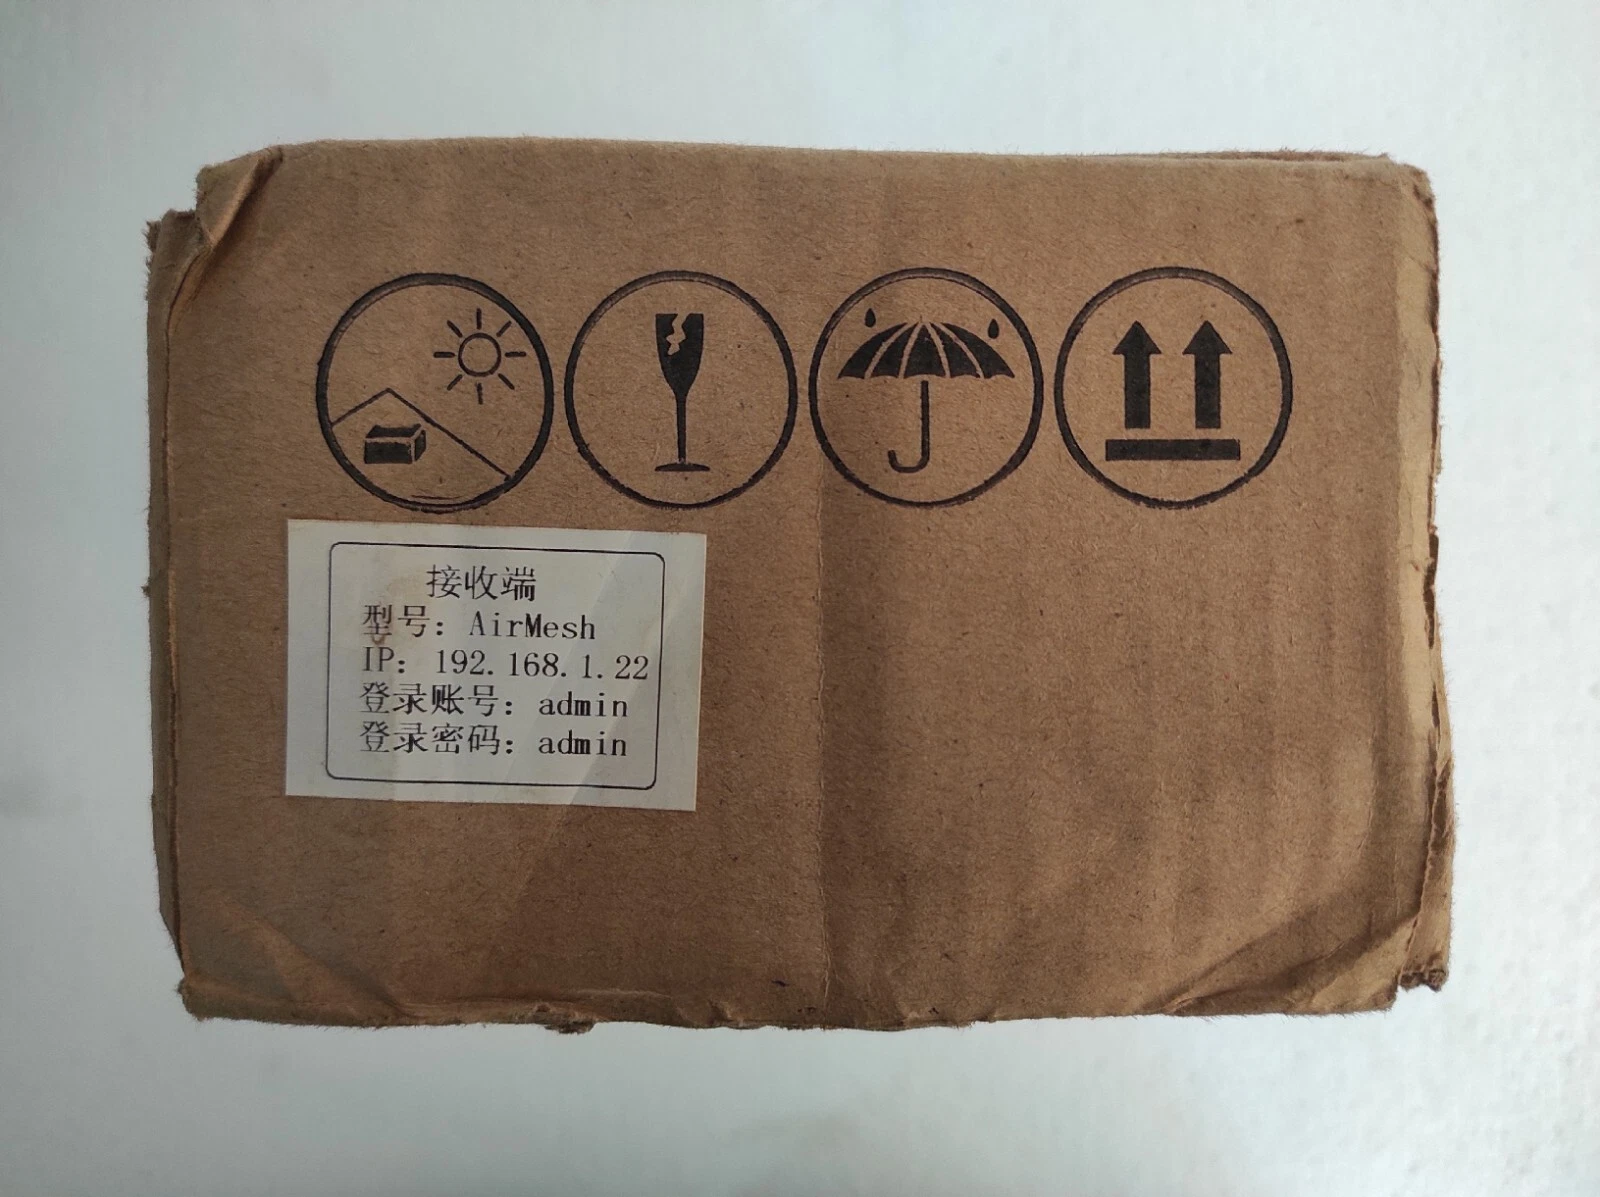 接收端
型号：AirMesh
IP：192.168.1.22
登录账号：admin
登录密码：admin